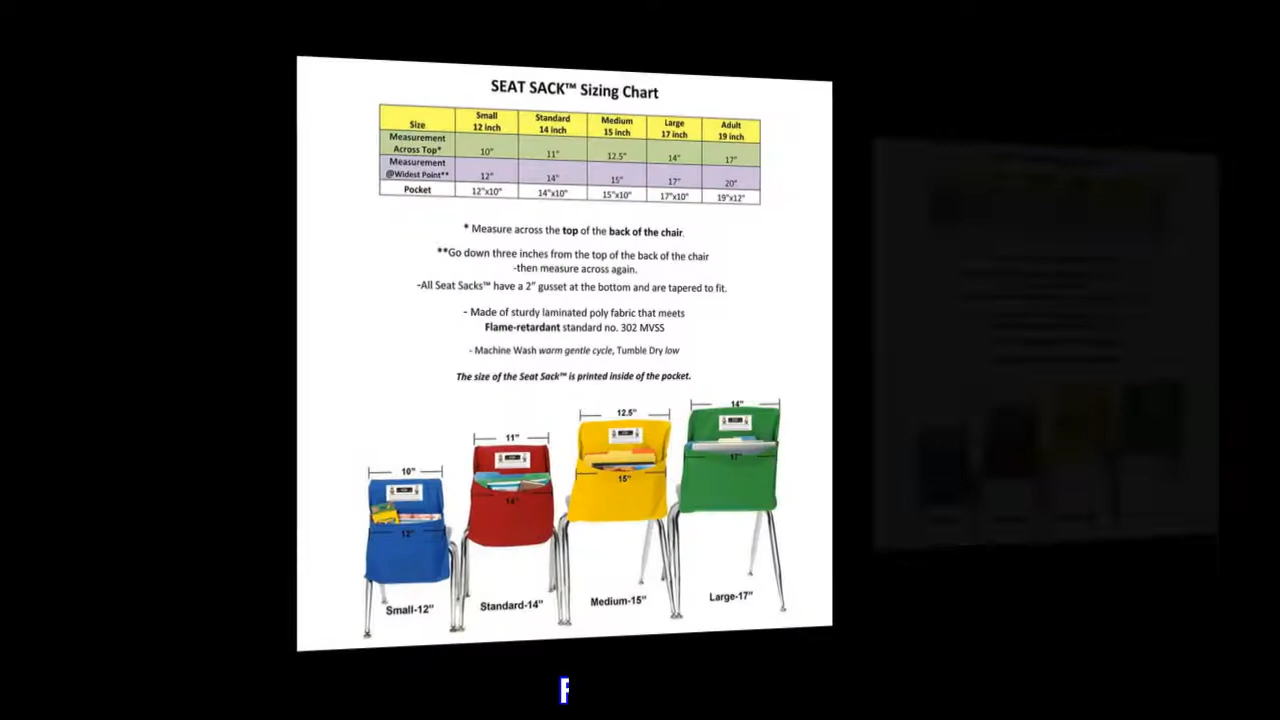 SEAT SACK™ Sizing Chart
Size Small 12 inch Standard 14 inch Medium 15 inch Large 17 inch Adult 19 inch
Measurement Across Top* 10" 11" 12.5" 14" 17"
Measurement @Widest Point** 12" 14" 15" 17" 20"
Pocket 12"x10" 14"x10" 15"x10" 17"x10" 19"x12"
* Measure across the top of the back of the chair.
**Go down three inches from the top of the back of the chair
-then measure across again.
-All Seat Sacks™ have a 2" gusset at the bottom and are tapered to fit.
- Made of sturdy laminated poly fabric that meets
Flame-retardant standard no. 302 MVSS
- Machine Wash warm gentle cycle, Tumble Dry low
The size of the Seat Sack™ is printed inside of the pocket.
10" 11" 12.5" 14"
12" 14" 15" 17"
Small-12" Standard-14" Medium-15" Large-17"